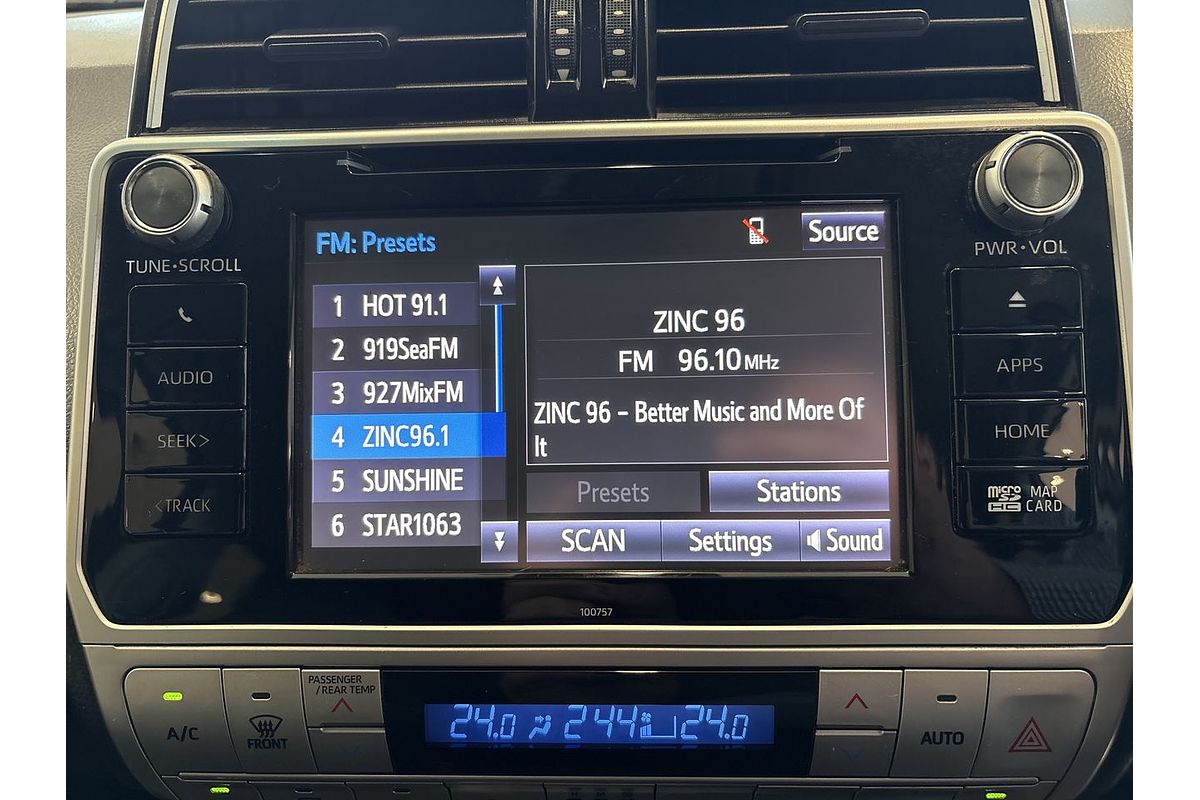 TUNE·SCROLL
AUDIO
SEEK>
<TRACK
FM: Presets
Source
1 HOT 91.1
2 919SeaFM
3 927MixFM
4 ZINC96.1
5 SUNSHINE
6 STAR1063
ZINC 96
FM 96.10 MHz
ZINC 96 – Better Music and More Of
It
Presets
Stations
SCAN
Settings
Sound
PWR·VOL
APPS
HOME
micro SD HC
MAP
CARD
100757
A/C
FRONT
PASSENGER
/REAR TEMP
24.0 244 24.0
AUTO